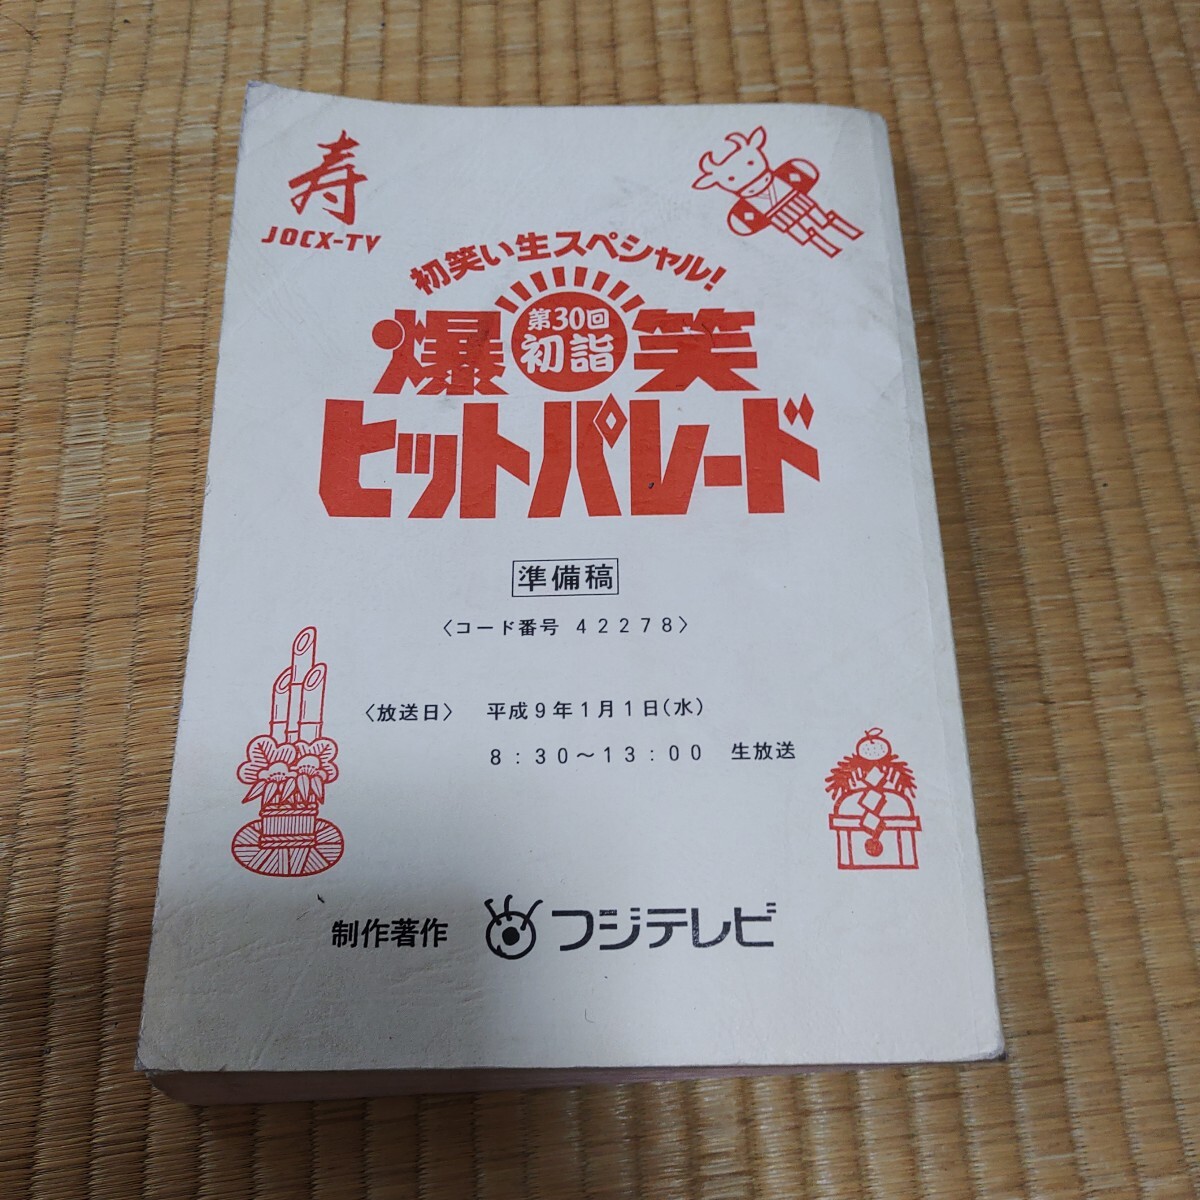 寿
JOCX-TV
初笑い生スペシャル!
爆笑
第30回
初詣
ヒットパレード
準備稿
〈コード番号 42278〉
〈放送日〉 平成9年1月1日(水)
8:30〜13:00 生放送
制作著作 フジテレビ